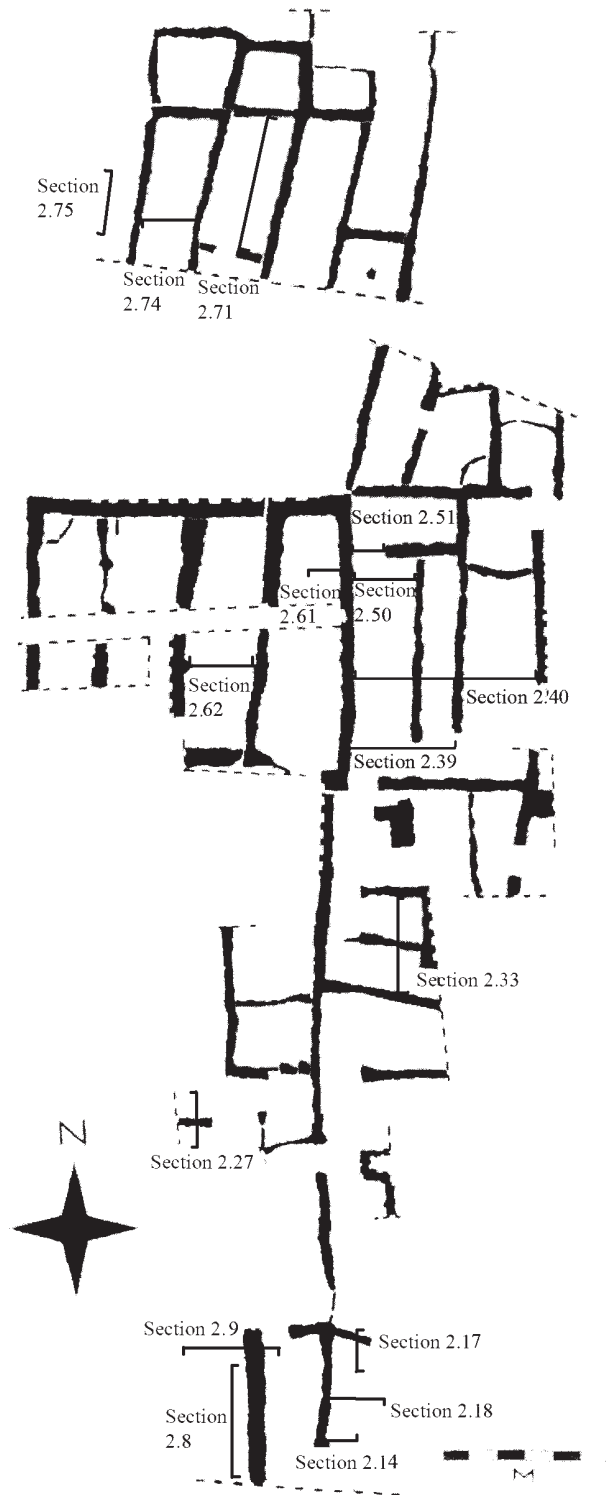 Section
2.75
Section
2.74
Section
2.71
Section 2.51
Section
2.61
Section
2.50
Section
2.62
Section 2.40
Section 2.39
Section 2.33
Section 2.27
N
Section 2.9
Section 2.17
Section
2.8
Section 2.18
Section 2.14
M